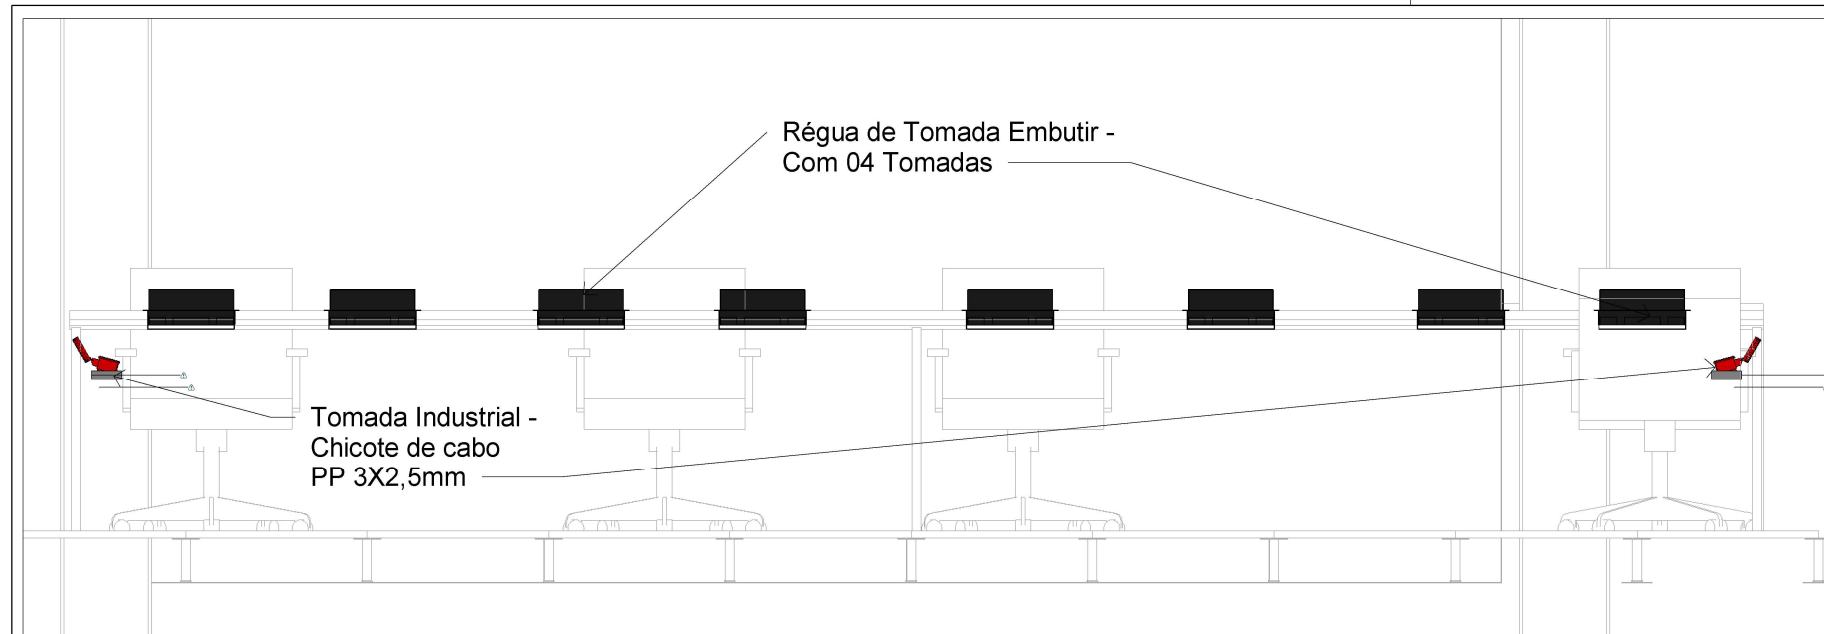 Régua de Tomada Embutir -
Com 04 Tomadas
Tomada Industrial -
Chicote de cabo
PP 3X2,5mm